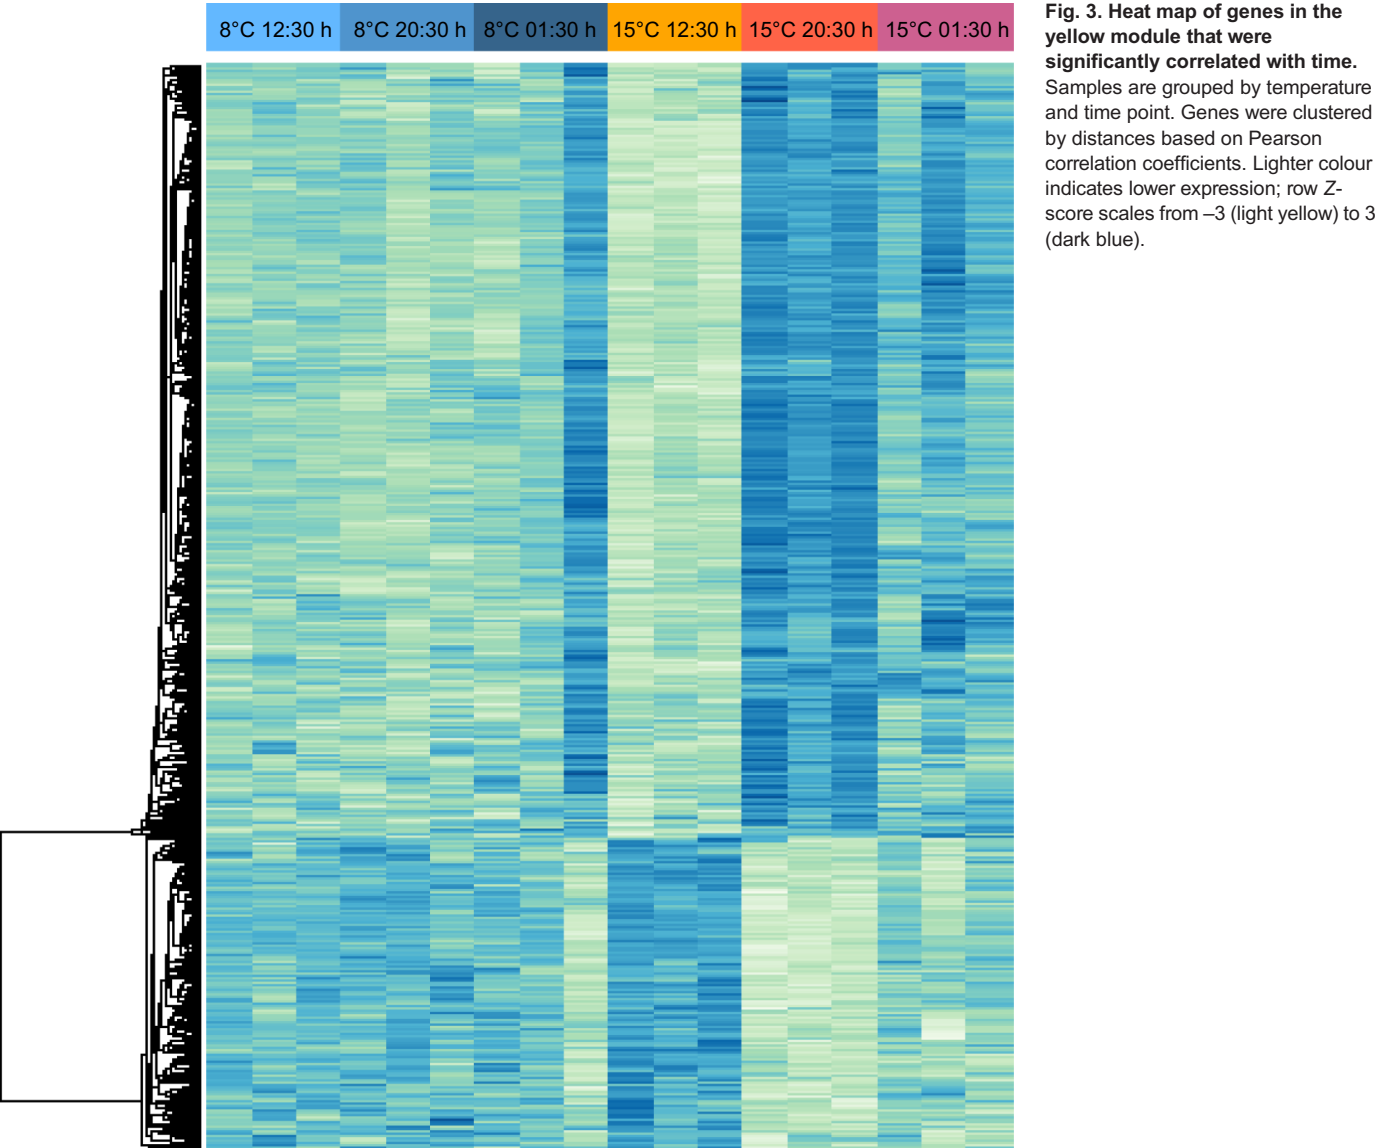 8°C 12:30 h 8°C 20:30 h 8°C 01:30 h 15°C 12:30 h 15°C 20:30 h 15°C 01:30 h
Fig. 3. Heat map of genes in the
yellow module that were
significantly correlated with time.
Samples are grouped by temperature
and time point. Genes were clustered
by distances based on Pearson
correlation coefficients. Lighter colour
indicates lower expression; row Z-
score scales from –3 (light yellow) to 3
(dark blue).